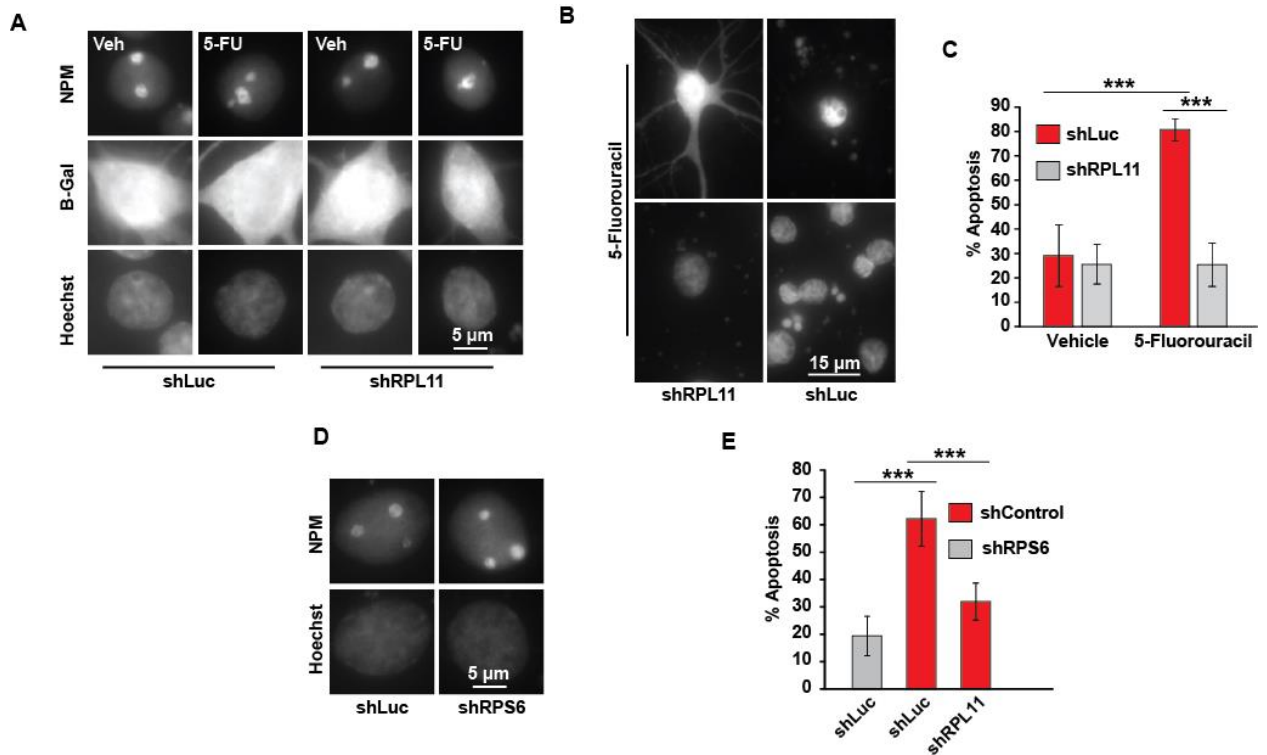 A
Veh 5-FU Veh 5-FU
NPM
B-Gal
Hoechst
5 µm
shLuc shRPL11
B
5-Fluorouracil
15 µm
shRPL11 shLuc
C
***
***
shLuc
shRPL11
% Apoptosis
90
80
70
60
50
40
30
20
10
0
Vehicle 5-Fluorouracil
D
NPM
Hoechst
5 µm
shLuc shRPS6
E
***
***
shControl
shRPS6
% Apoptosis
80
70
60
50
40
30
20
10
0
shLuc shLuc shRPL11